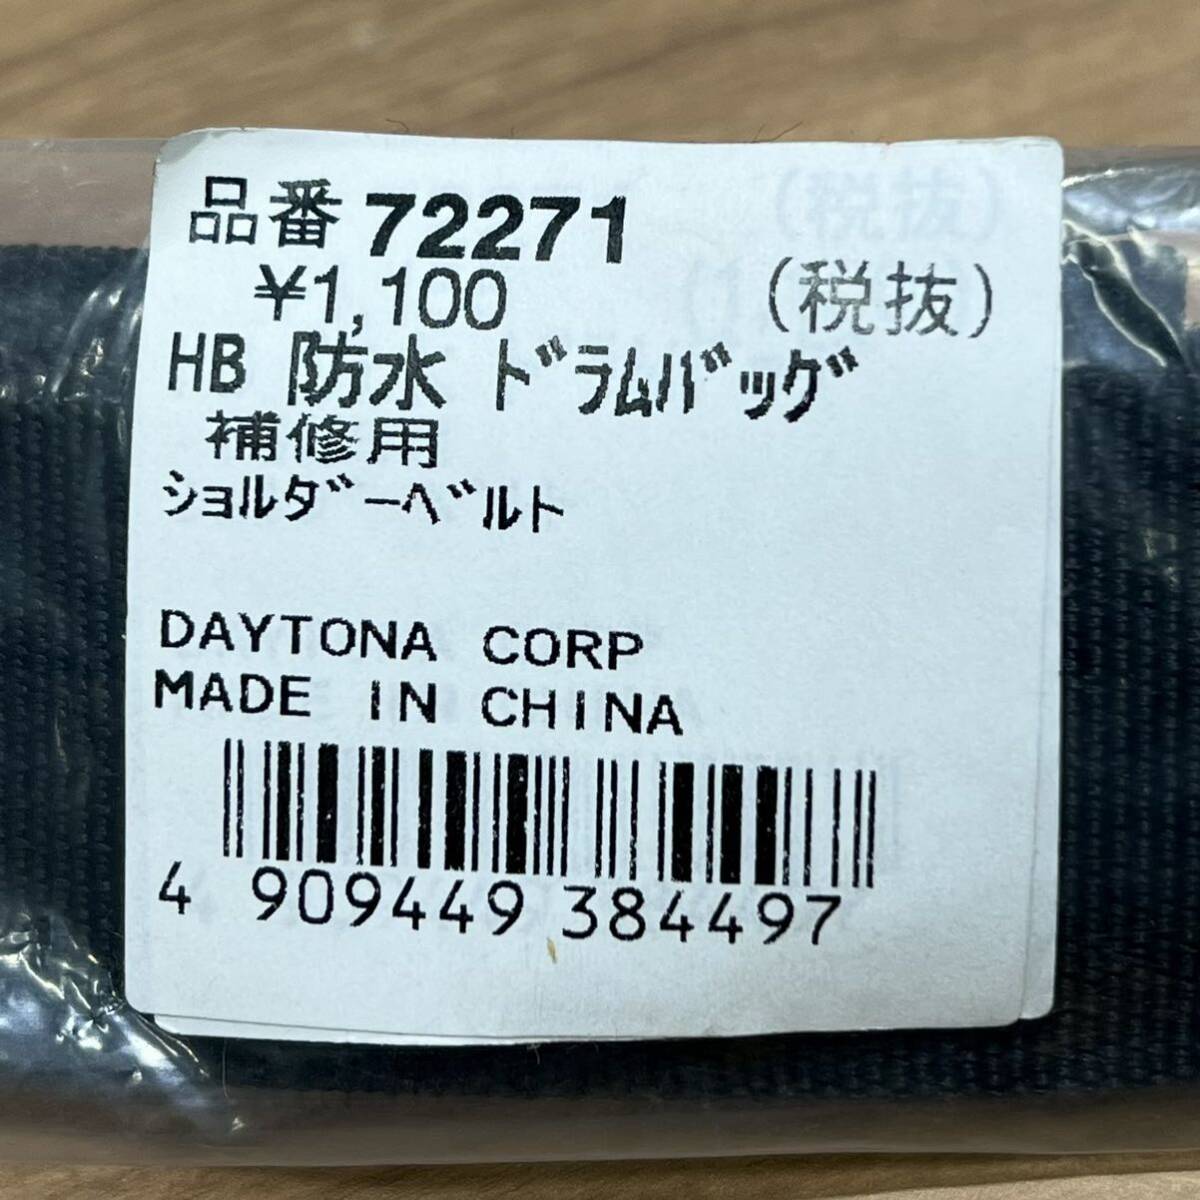 品番 72271
¥1,100 (税抜)
HB 防水 ﾄﾞﾗﾑﾊﾞｯｸﾞ
補修用
ｼｮﾙﾀﾞｰﾍﾞﾙﾄ
DAYTONA CORP
MADE IN CHINA
4 909449 384497